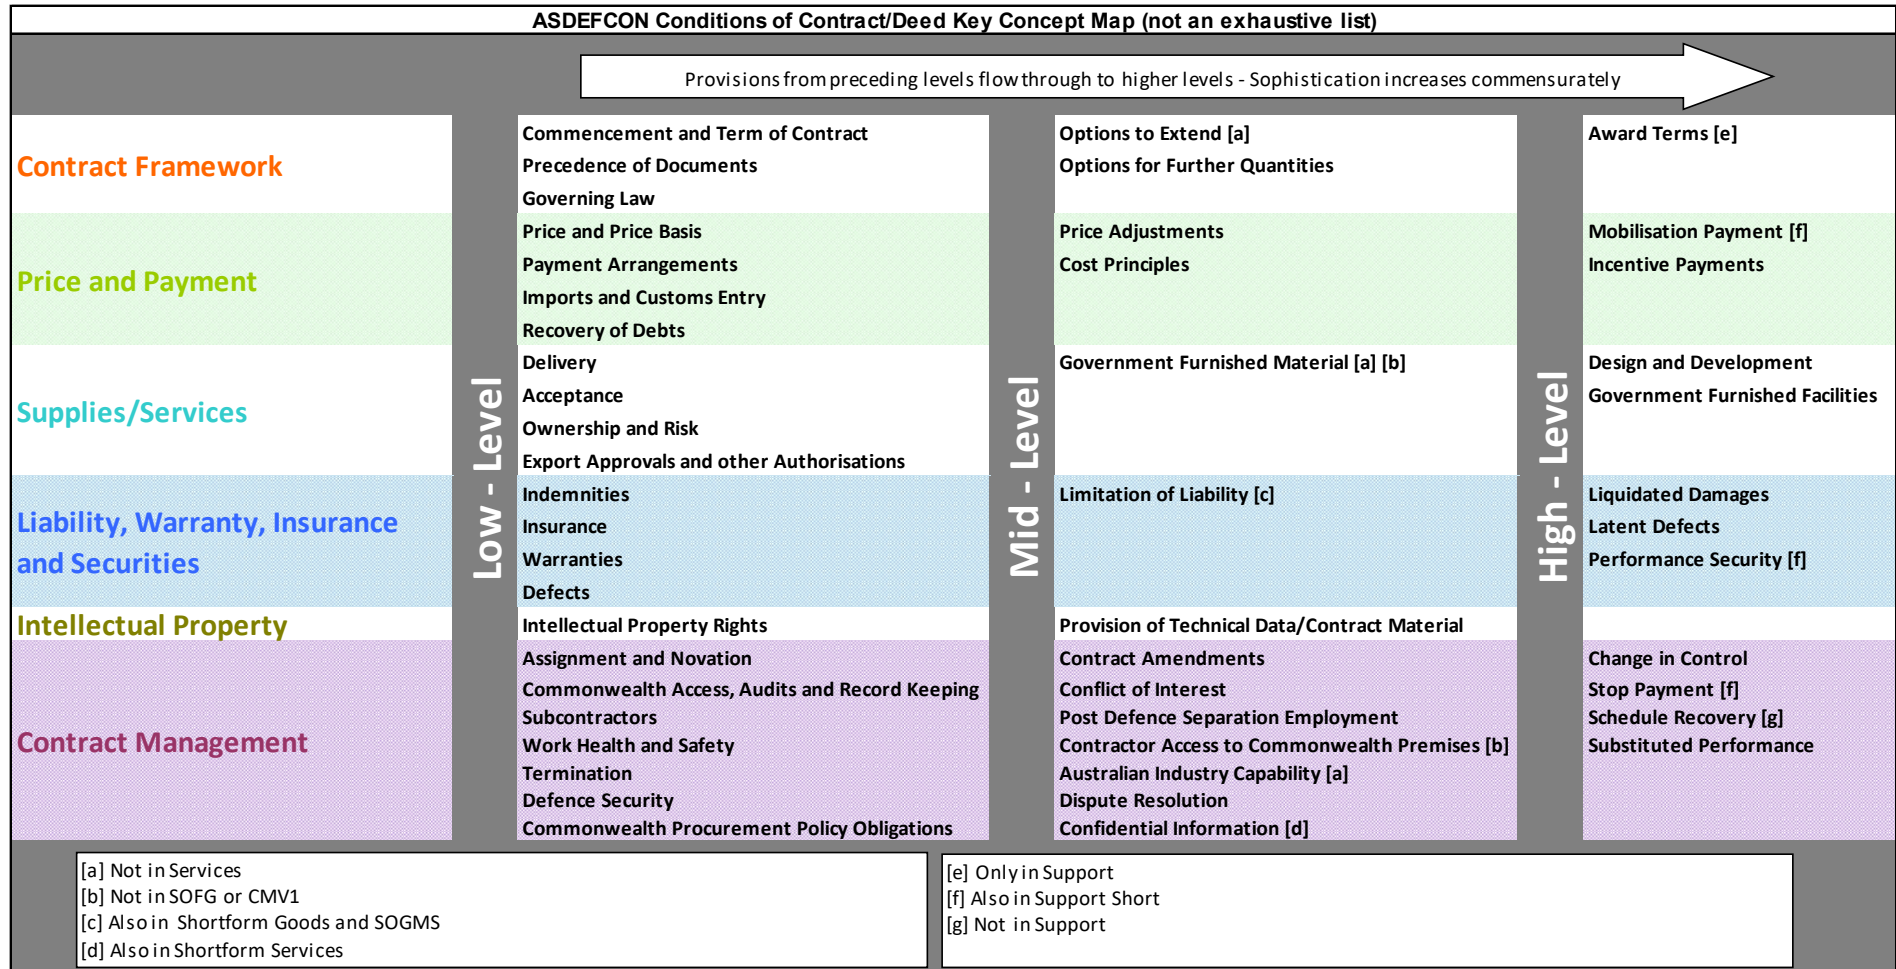 ASDEFCON Conditions of Contract/Deed Key Concept Map (not an exhaustive list)
Provisions from preceding levels flow through to higher levels - Sophistication increases commensurately
Contract Framework
Price and Payment
Supplies/Services
Liability, Warranty, Insurance
and Securities
Intellectual Property
Contract Management
Low - Level
Commencement and Term of Contract
Precedence of Documents
Governing Law
Price and Price Basis
Payment Arrangements
Imports and Customs Entry
Recovery of Debts
Delivery
Acceptance
Ownership and Risk
Export Approvals and other Authorisations
Indemnities
Insurance
Warranties
Defects
Intellectual Property Rights
Assignment and Novation
Commonwealth Access, Audits and Record Keeping
Subcontractors
Work Health and Safety
Termination
Defence Security
Commonwealth Procurement Policy Obligations
Mid - Level
Options to Extend [a]
Options for Further Quantities
Price Adjustments
Cost Principles
Government Furnished Material [a] [b]
Limitation of Liability [c]
Provision of Technical Data/Contract Material
Contract Amendments
Conflict of Interest
Post Defence Separation Employment
Contractor Access to Commonwealth Premises [b]
Australian Industry Capability [a]
Dispute Resolution
Confidential Information [d]
High - Level
Award Terms [e]
Mobilisation Payment [f]
Incentive Payments
Design and Development
Government Furnished Facilities
Liquidated Damages
Latent Defects
Performance Security [f]
Change in Control
Stop Payment [f]
Schedule Recovery [g]
Substituted Performance
[a] Not in Services
[b] Not in SOFG or CMV1
[c] Also in Shortform Goods and SOGMS
[d] Also in Shortform Services
[e] Only in Support
[f] Also in Support Short
[g] Not in Support